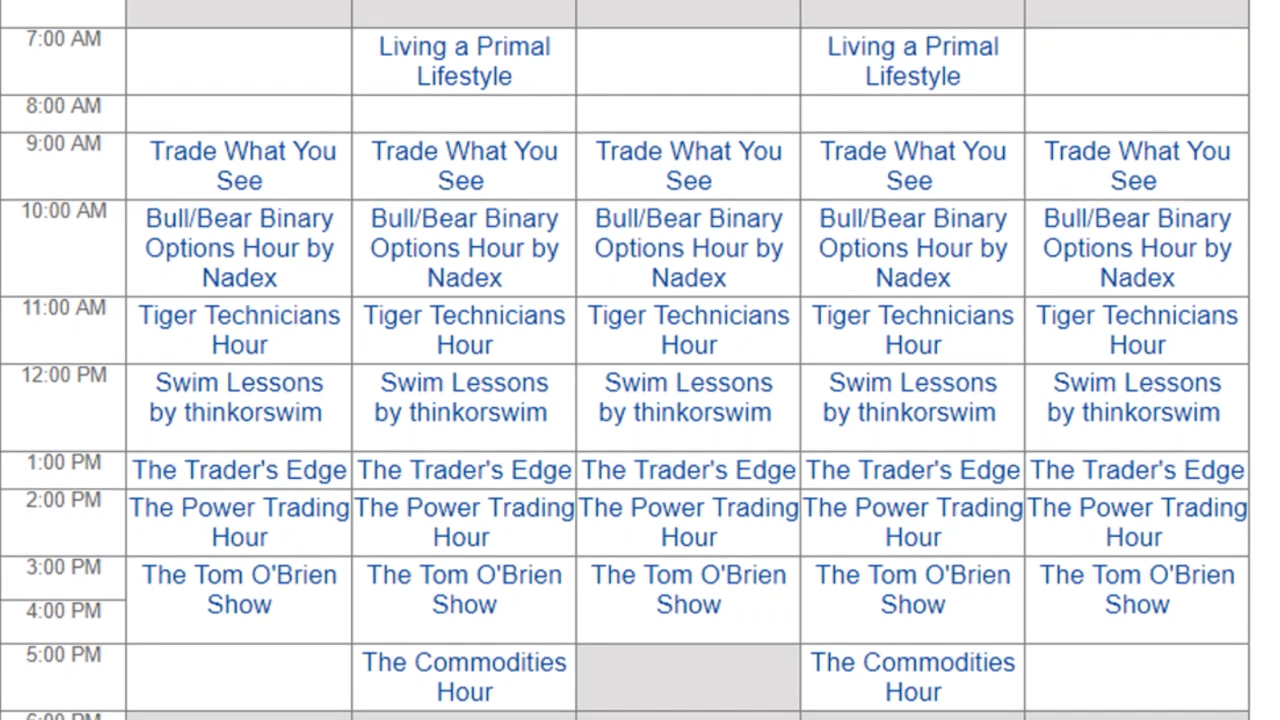 7:00 AM
Living a Primal
Lifestyle
Living a Primal
Lifestyle
8:00 AM
9:00 AM
Trade What You
See
Trade What You
See
Trade What You
See
Trade What You
See
Trade What You
See
10:00 AM
Bull/Bear Binary
Options Hour by
Nadex
Bull/Bear Binary
Options Hour by
Nadex
Bull/Bear Binary
Options Hour by
Nadex
Bull/Bear Binary
Options Hour by
Nadex
Bull/Bear Binary
Options Hour by
Nadex
11:00 AM
Tiger Technicians
Hour
Tiger Technicians
Hour
Tiger Technicians
Hour
Tiger Technicians
Hour
Tiger Technicians
Hour
12:00 PM
Swim Lessons
by thinkorswim
Swim Lessons
by thinkorswim
Swim Lessons
by thinkorswim
Swim Lessons
by thinkorswim
Swim Lessons
by thinkorswim
1:00 PM
The Trader's Edge
The Trader's Edge
The Trader's Edge
The Trader's Edge
The Trader's Edge
2:00 PM
The Power Trading
Hour
The Power Trading
Hour
The Power Trading
Hour
The Power Trading
Hour
The Power Trading
Hour
3:00 PM
The Tom O'Brien
Show
The Tom O'Brien
Show
The Tom O'Brien
Show
The Tom O'Brien
Show
The Tom O'Brien
Show
4:00 PM
5:00 PM
The Commodities
Hour
The Commodities
Hour
6:00 PM